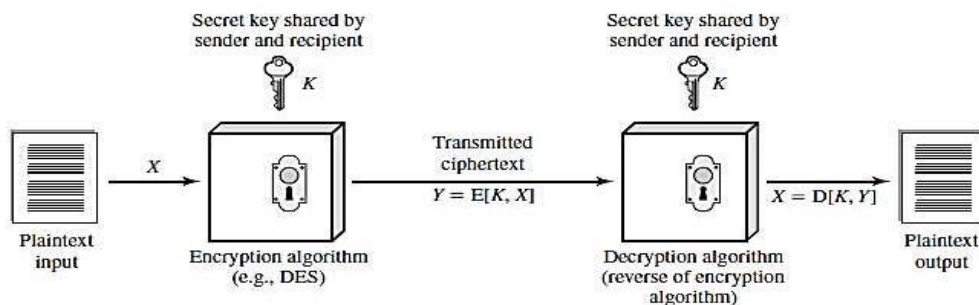 Secret key shared by
sender and recipient
K
Secret key shared by
sender and recipient
K
X
Transmitted
ciphertext
Y = E[K, X]
X = D[K, Y]
Plaintext
input
Encryption algorithm
(e.g., DES)
Decryption algorithm
(reverse of encryption
algorithm)
Plaintext
output